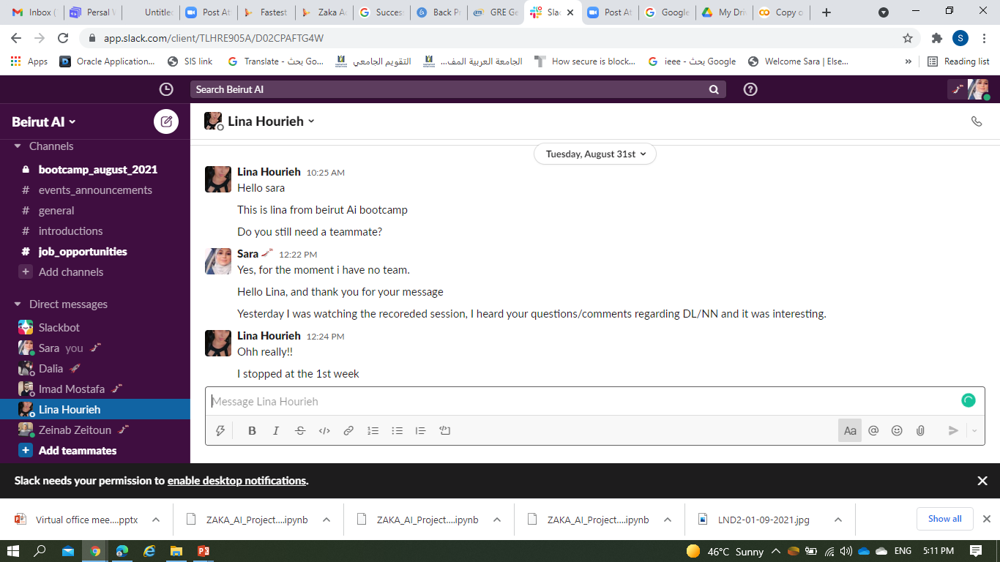 Inbox (
Persal W
Untitled
Post At
Fastest
Zaka A
Succes
Back P
GRE Ge
Slac
Post At
Google
My Dri
Copy o
app.slack.com/client/TLHRE905A/D02CPAFTG4W
S
Apps
Oracle Application...
SIS link
Translate - بحث Go...
التقويم الجامعي
الجامعة العربية المف...
How secure is block...
ieee - بحث Google
Welcome Sara | Else...
»
Reading list
Search Beirut AI
Beirut AI
Channels
bootcamp_august_2021
# events_announcements
# general
# introductions
# job_opportunities
+ Add channels
Direct messages
Slackbot
Sara you
Dalia
Imad Mostafa
Lina Hourieh
Zeinab Zeitoun
+ Add teammates
Lina Hourieh
Tuesday, August 31st
Lina Hourieh 10:25 AM
Hello sara
This is lina from beirut Ai bootcamp
Do you still need a teammate?
Sara 12:22 PM
Yes, for the moment i have no team.
Hello Lina, and thank you for your message
Yesterday I was watching the recoreded session, I heard your questions/comments regarding DL/NN and it was interesting.
Lina Hourieh 12:24 PM
Ohh really!!
I stopped at the 1st week
Message Lina Hourieh
B I S </> Aa @
Slack needs your permission to enable desktop notifications.
Virtual office mee....pptx
ZAKA_AI_Project....ipynb
ZAKA_AI_Project....ipynb
ZAKA_AI_Project....ipynb
LND2-01-09-2021.jpg
Show all
46°C Sunny
ENG
5:11 PM